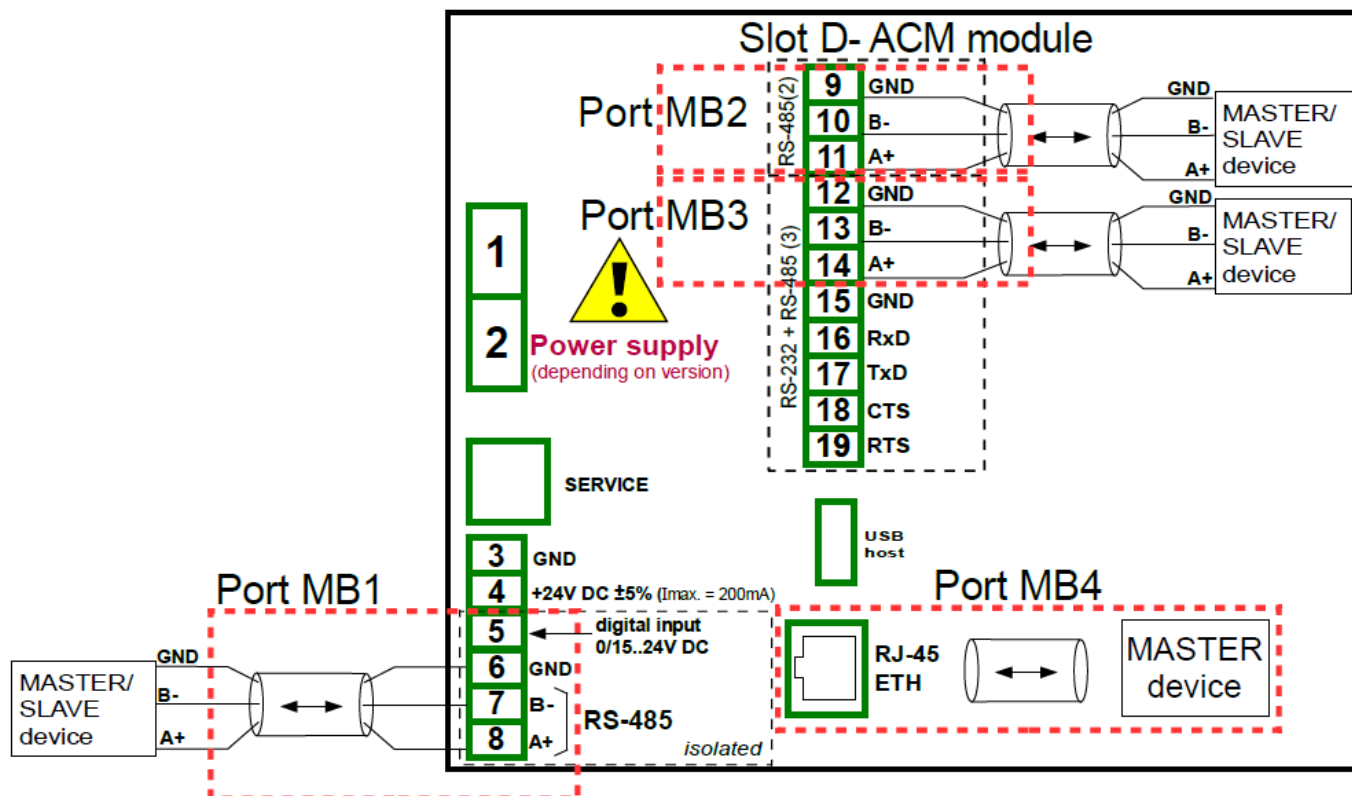 Slot D- ACM module
Port MB2
RS-485(2)
9 GND
10 B-
11 A+
GND
B-
A+
MASTER/
SLAVE
device
Port MB3
RS-232 + RS-485 (3)
12 GND
13 B-
14 A+
15 GND
16 RxD
17 TxD
18 CTS
19 RTS
GND
B-
A+
MASTER/
SLAVE
device
1
2
!
Power supply
(depending on version)
SERVICE
USB
host
3 GND
4 +24V DC ±5% (Imax. = 200mA)
5 digital input
0/15..24V DC
6 GND
7 B-
8 A+
RS-485
isolated
Port MB1
GND
B-
A+
MASTER/
SLAVE
device
Port MB4
RJ-45
ETH
MASTER
device